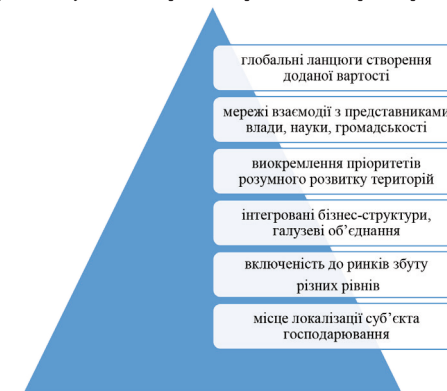 глобальні ланцюги створення
доданої вартості
мережі взаємодії з представниками
влади, науки, громадськості
виокремлення пріоритетів
розумного розвитку територій
інтегровані бізнес-структури,
галузеві об’єднання
включеність до ринків збуту
різних рівнів
місце локалізації суб’єкта
господарювання